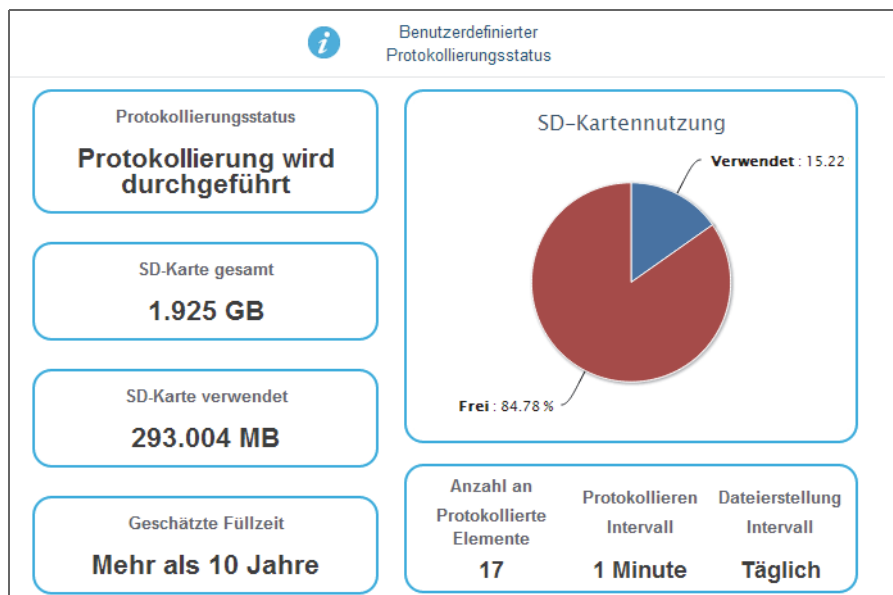 Benutzerdefinierter
Protokollierungsstatus
Protokollierungsstatus
Protokollierung wird
durchgeführt
SD-Karte gesamt
1.925 GB
SD-Karte verwendet
293.004 MB
Geschätzte Füllzeit
Mehr als 10 Jahre
SD-Kartennutzung
Verwendet : 15.22
Frei : 84.78 %
Anzahl an
Protokollierte
Elemente
17
Protokollieren
Intervall
1 Minute
Dateierstellung
Intervall
Täglich